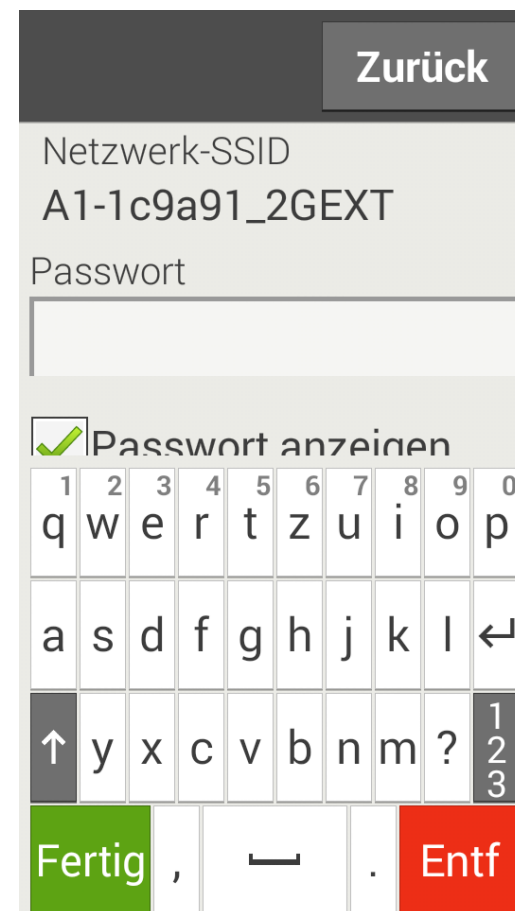 Zurück
Netzwerk-SSID
A1-1c9a91_2GEXT
Passwort
Passwort anzeigen
1 2 3 4 5 6 7 8 9 0
q w e r t z u i o p
a s d f g h j k l ↵
↑ y x c v b n m ? 1 2 3
Fertig , . Entf